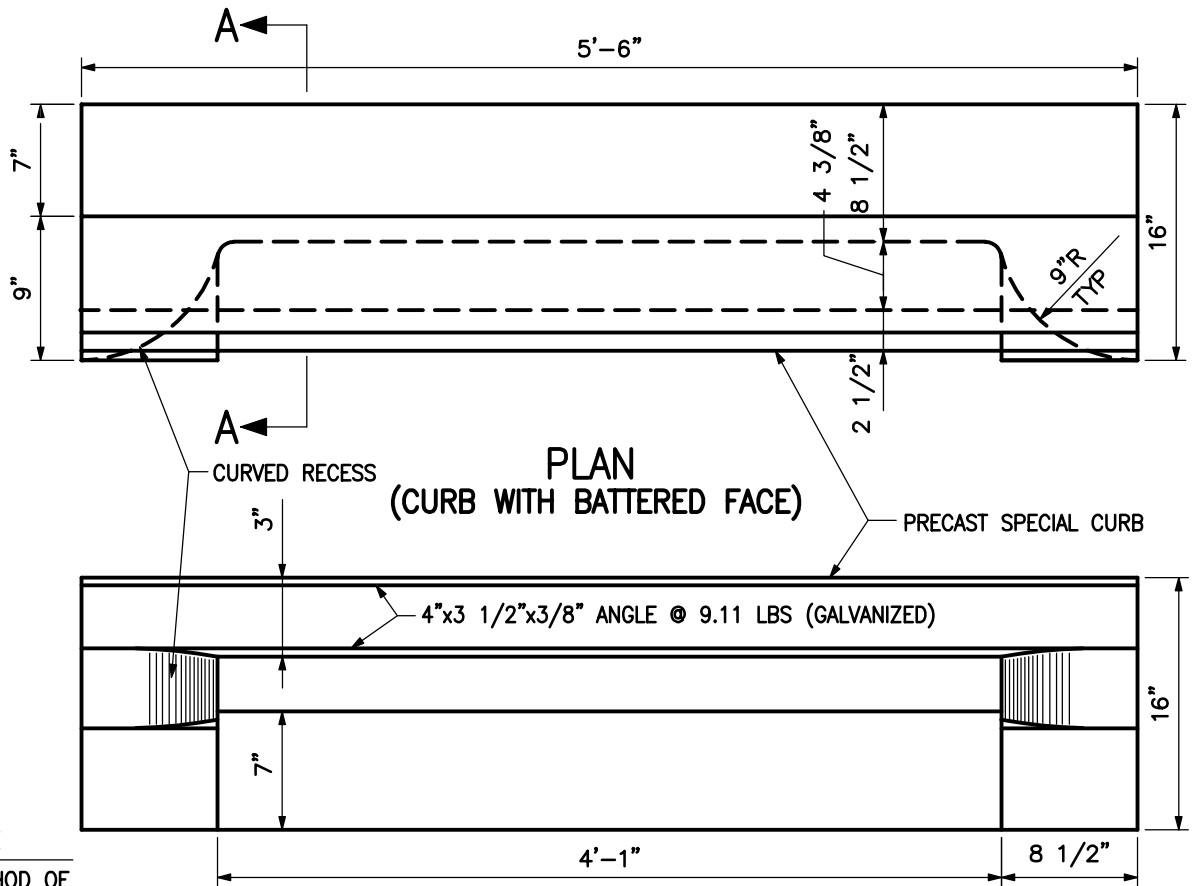 A
5'-6"
7"
4 3/8"
8 1/2"
16"
9"
9"R
TYP
2 1/2"
A
CURVED RECESS
PLAN
(CURB WITH BATTERED FACE)
3"
PRECAST SPECIAL CURB
4"x3 1/2"x3/8" ANGLE @ 9.11 LBS (GALVANIZED)
16"
7"
4'-1"
8 1/2"
HOD OF